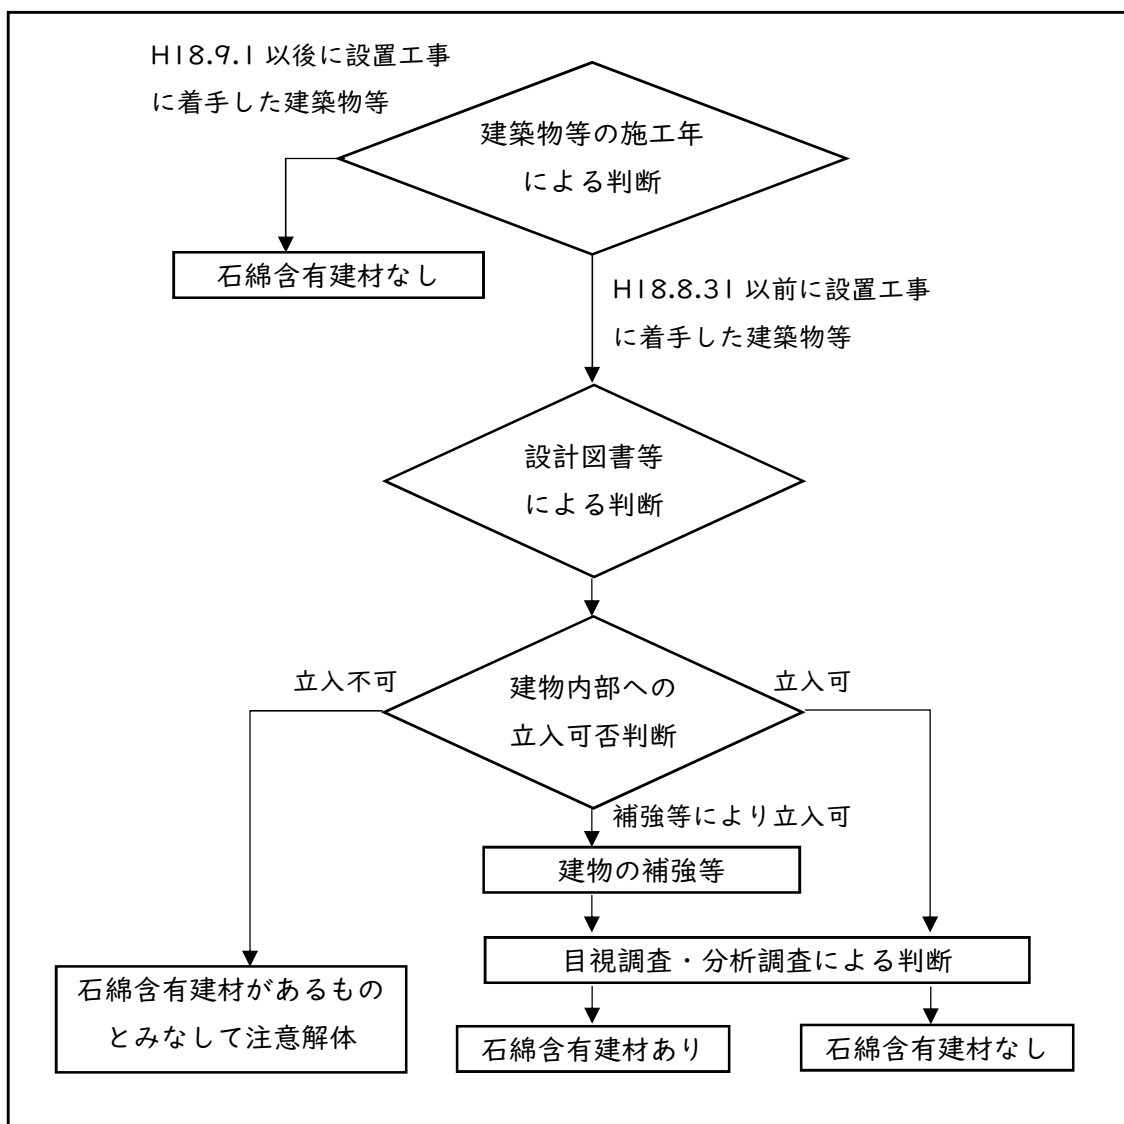 H18.9.1 以後に設置工事
に着手した建築物等
建築物等の施工年
による判断
石綿含有建材なし
H18.8.31 以前に設置工事
に着手した建築物等
設計図書等
による判断
立入不可
建物内部への
立入可否判断
立入可
補強等により立入可
建物の補強等
目視調査・分析調査による判断
石綿含有建材があるもの
とみなして注意解体
石綿含有建材あり
石綿含有建材なし